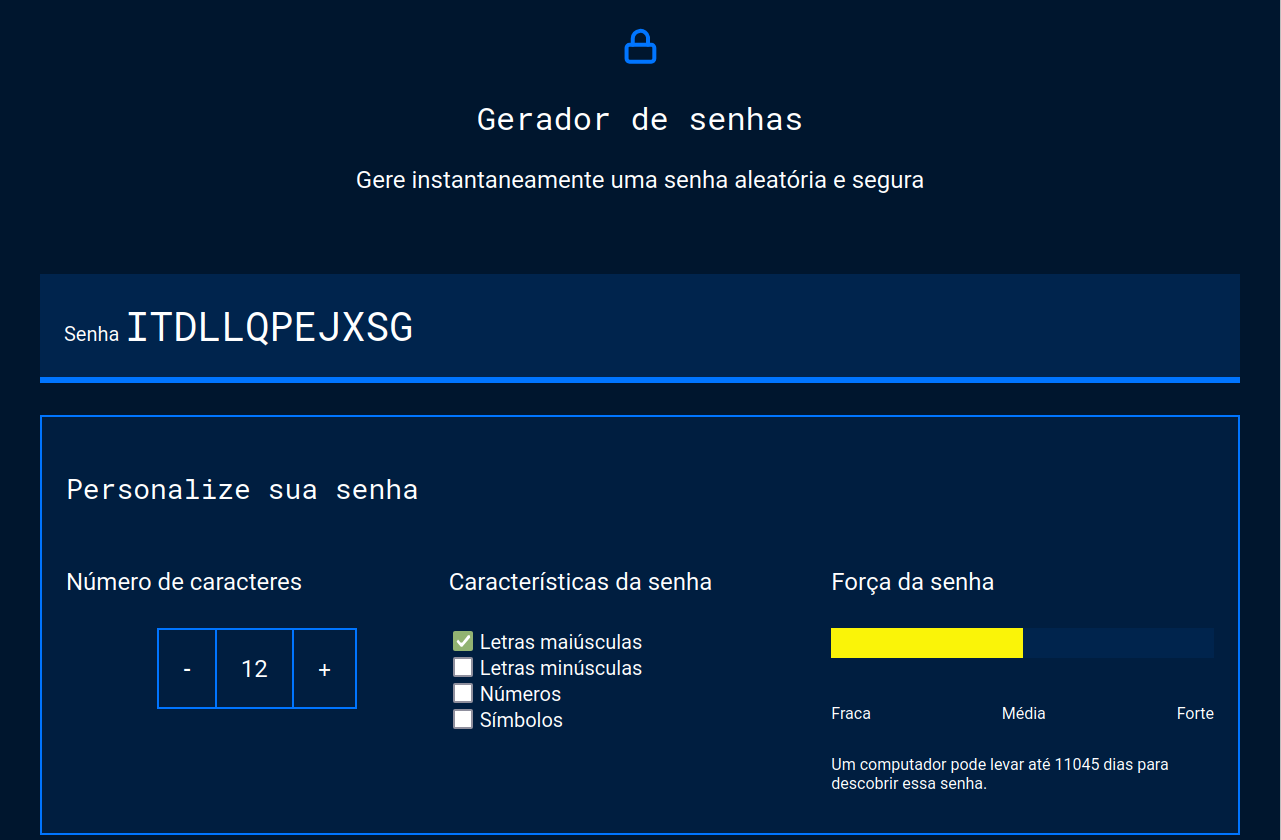 Gerador de senhas
Gere instantaneamente uma senha aleatória e segura
Senha ITDLLQPEJXSG
Personalize sua senha
Número de caracteres
- 12 +
Características da senha
Letras maiúsculas
Letras minúsculas
Números
Símbolos
Força da senha
Fraca Média Forte
Um computador pode levar até 11045 dias para
descobrir essa senha.